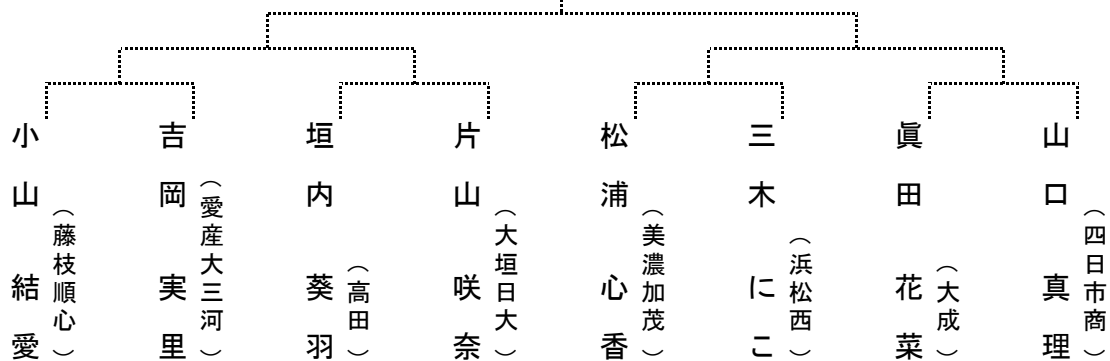 小山 結愛
（藤枝順心）
吉岡 実里
（愛産大三河）
垣内 葵羽
（高田）
片山 咲奈
（大垣日大）
松浦 心香
（美濃加茂）
三木 にこ
（浜松西）
眞田 花菜
（大成）
山口 真理
（四日市商）